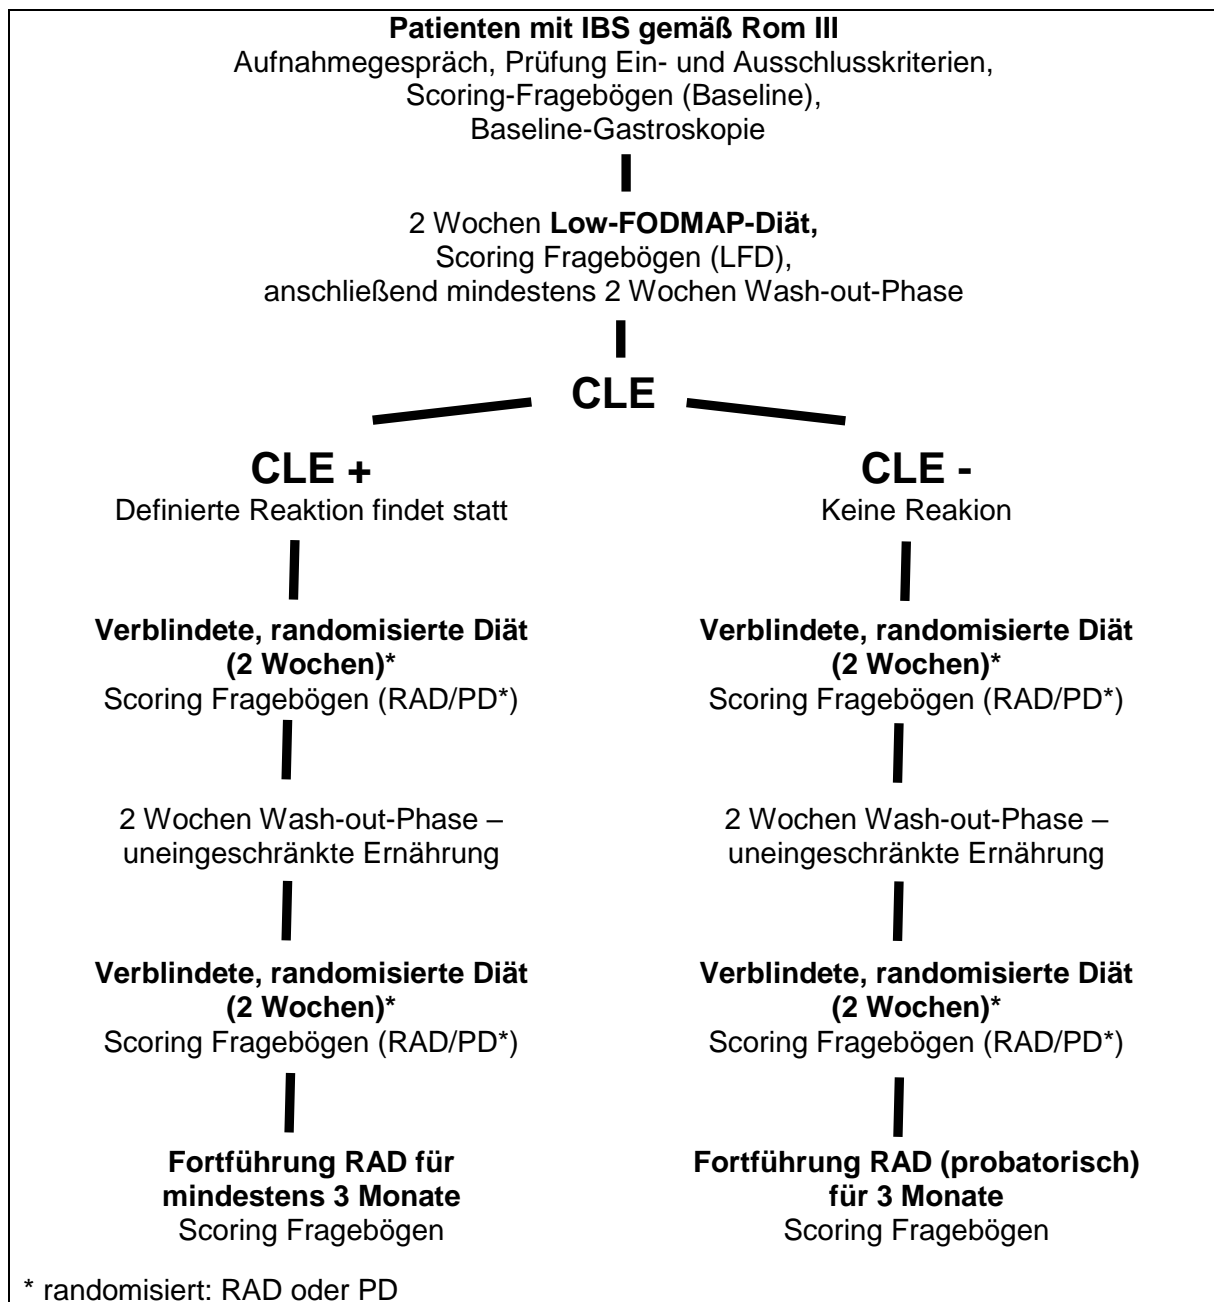 Patienten mit IBS gemäß Rom III
Aufnahmegespräch, Prüfung Ein- und Ausschlusskriterien,
Scoring-Fragebögen (Baseline),
Baseline-Gastroskopie
2 Wochen Low-FODMAP-Diät,
Scoring Fragebögen (LFD),
anschließend mindestens 2 Wochen Wash-out-Phase
CLE
CLE +
Definierte Reaktion findet statt
Verblindete, randomisierte Diät
(2 Wochen)*
Scoring Fragebögen (RAD/PD*)
2 Wochen Wash-out-Phase –
uneingeschränkte Ernährung
Verblindete, randomisierte Diät
(2 Wochen)*
Scoring Fragebögen (RAD/PD*)
Fortführung RAD für
mindestens 3 Monate
Scoring Fragebögen
CLE -
Keine Reakion
Verblindete, randomisierte Diät
(2 Wochen)*
Scoring Fragebögen (RAD/PD*)
2 Wochen Wash-out-Phase –
uneingeschränkte Ernährung
Verblindete, randomisierte Diät
(2 Wochen)*
Scoring Fragebögen (RAD/PD*)
Fortführung RAD (probatorisch)
für 3 Monate
Scoring Fragebögen
* randomisiert: RAD oder PD